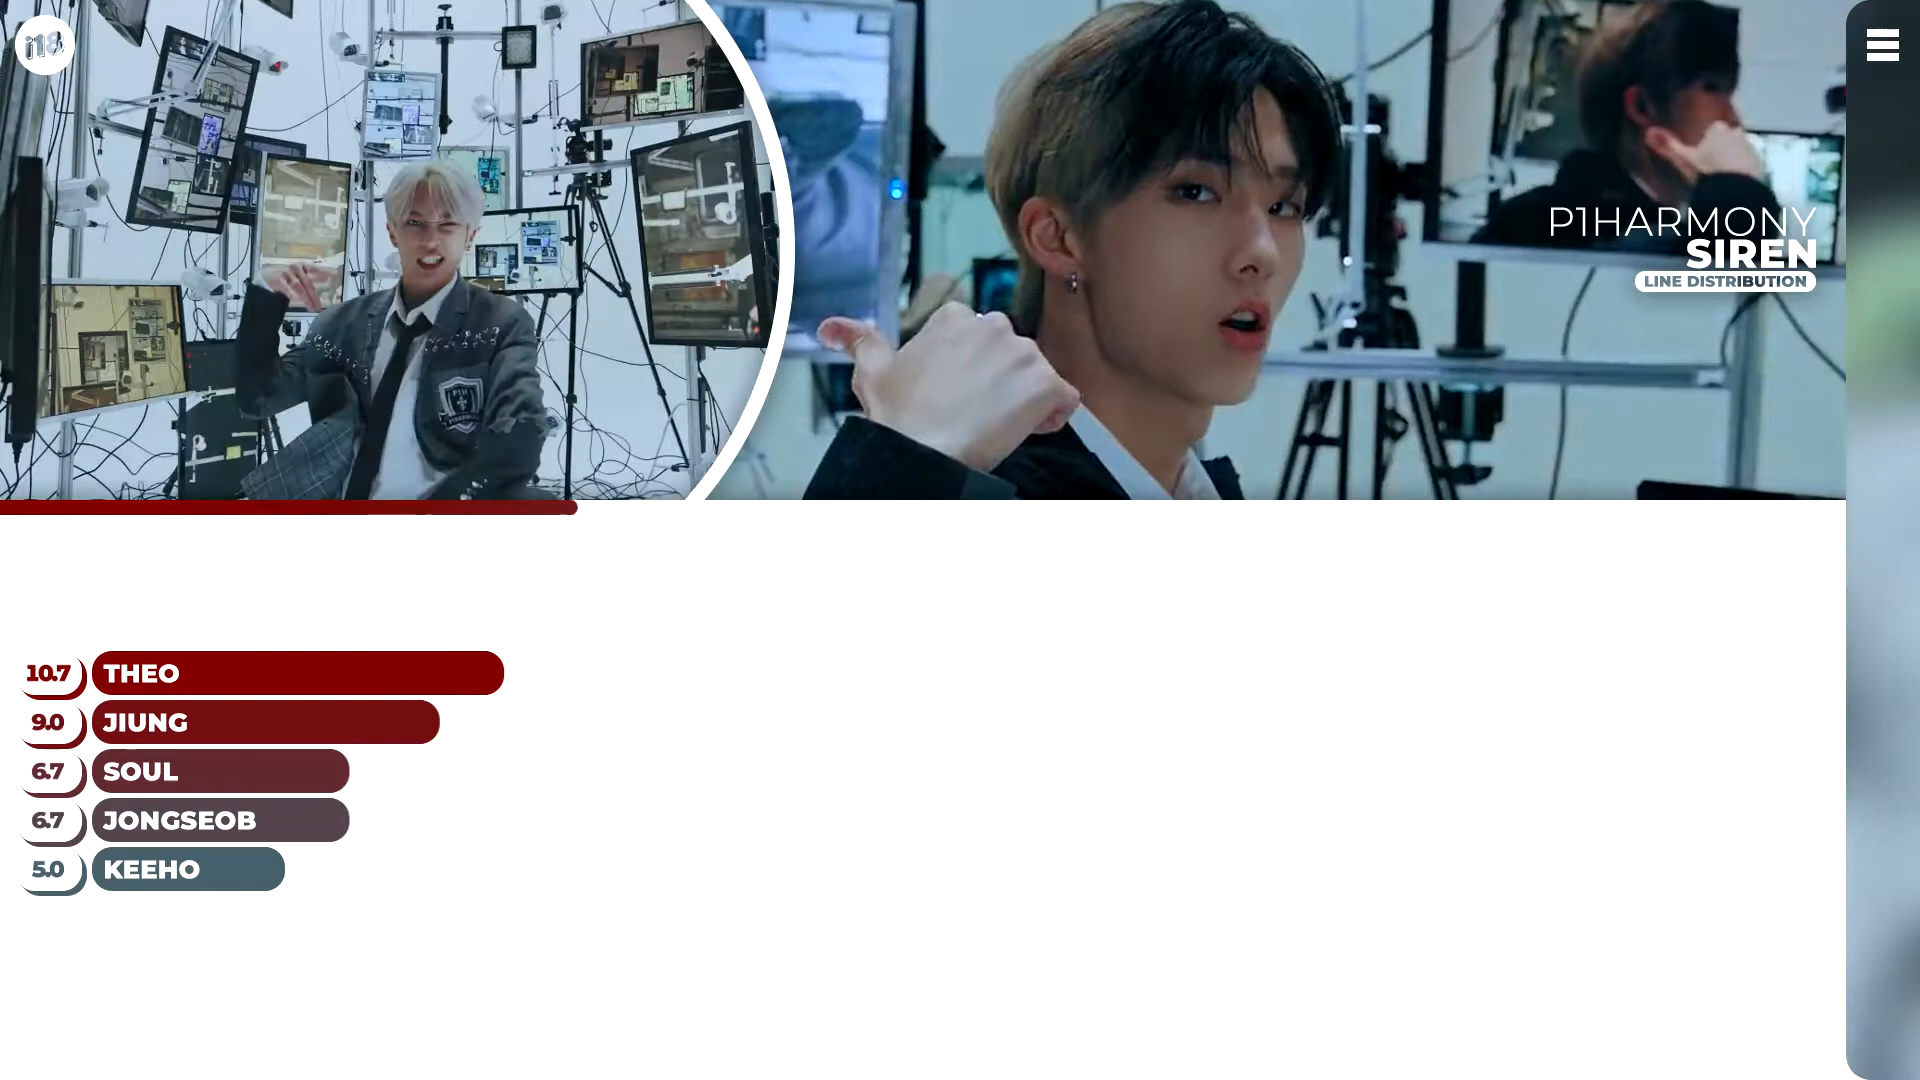 i18
P1HARMONY
SIREN
LINE DISTRIBUTION
P1H
10.7 THEO
9.0 JIUNG
6.7 SOUL
6.7 JONGSEOB
5.0 KEEHO